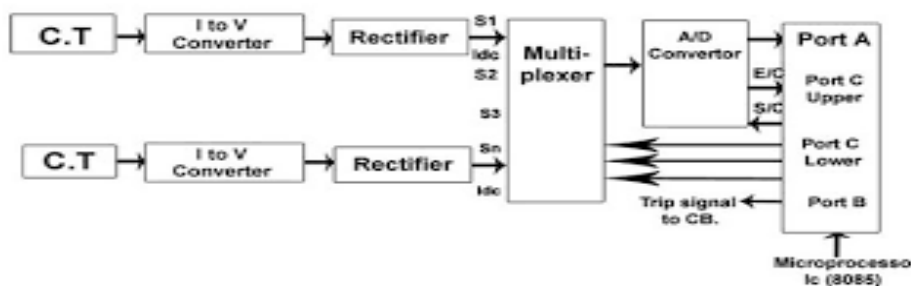 C.T
I to V
Converter
Rectifier
S1
Idc
S2
S3
Sn
Idc
C.T
I to V
Converter
Rectifier
Multi-
plexer
A/D
Convertor
E/C
S/C
Port A
Port C
Upper
Port C
Lower
Port B
Trip signal
to CB.
Microprocesso
Ic (8085)